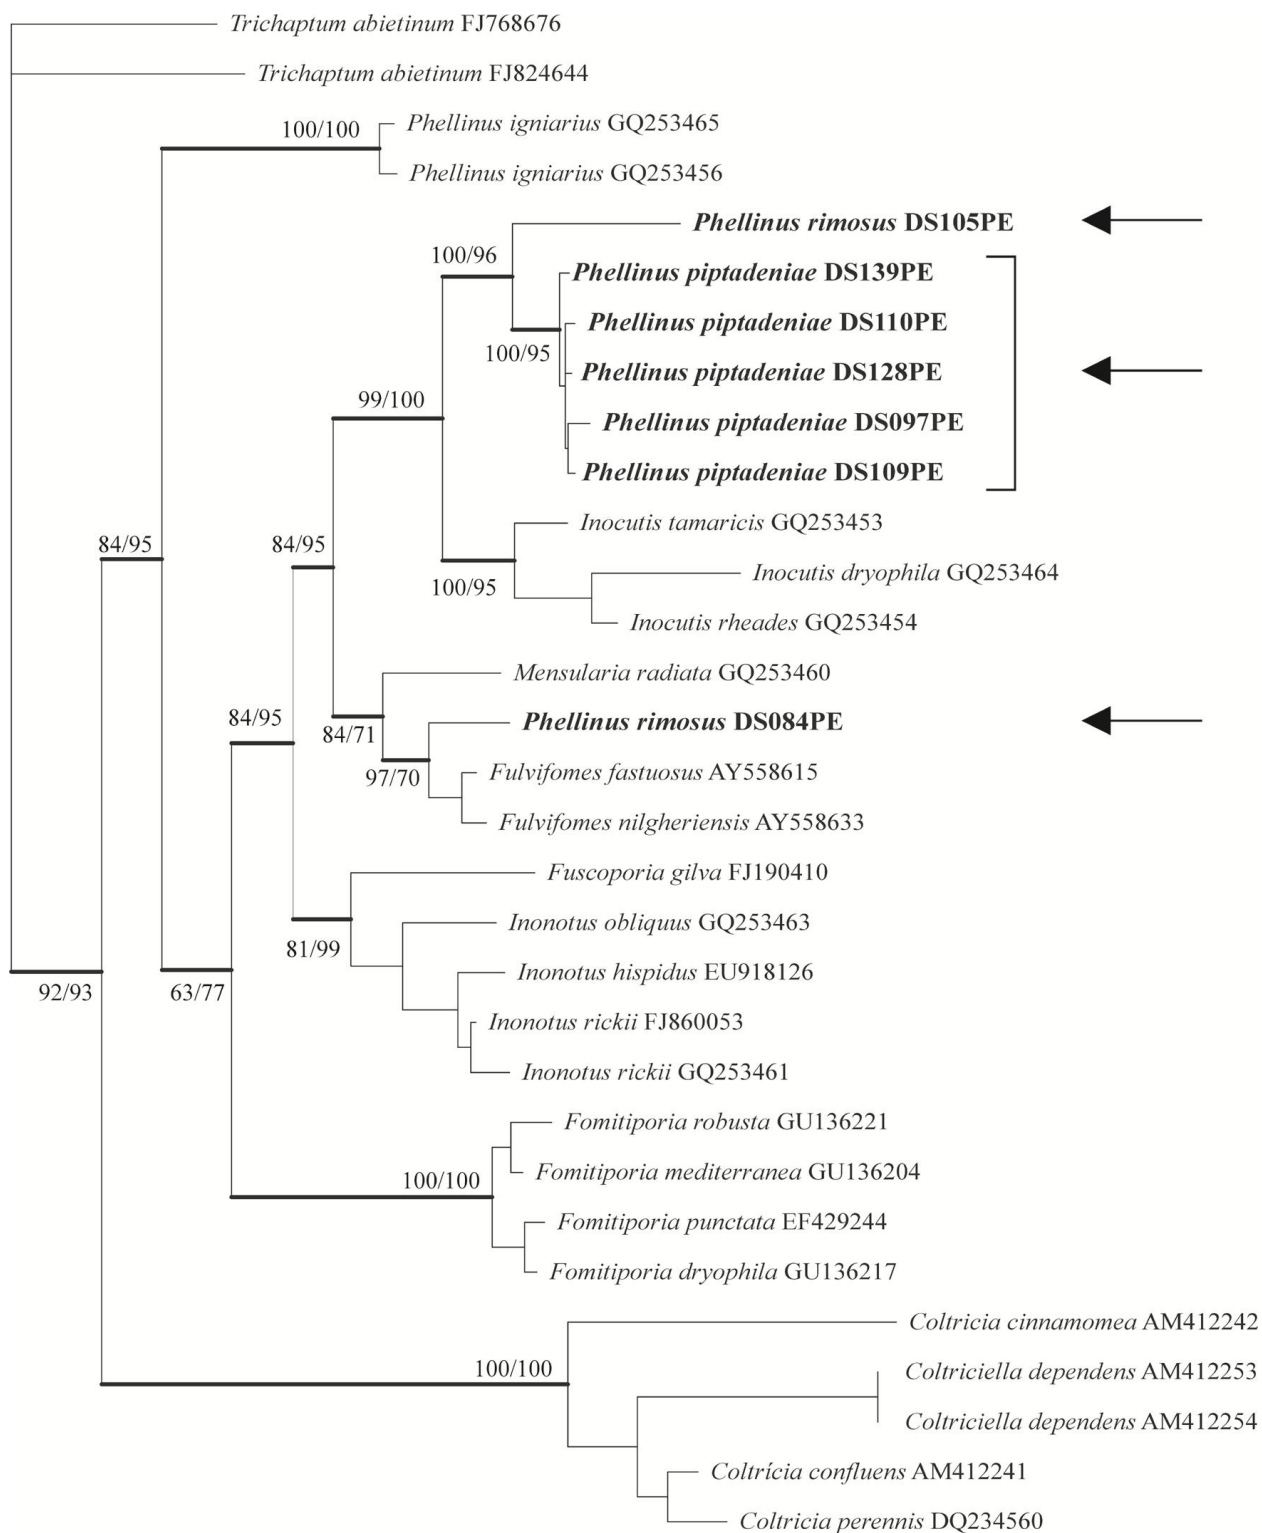 Trichaptum abietinum FJ768676
Trichaptum abietinum FJ824644
100/100
Phellinus igniarius GQ253465
Phellinus igniarius GQ253456
Phellinus rimosus DS105PE
100/96
Phellinus piptadeniae DS139PE
Phellinus piptadeniae DS110PE
100/95
Phellinus piptadeniae DS128PE
99/100
Phellinus piptadeniae DS097PE
Phellinus piptadeniae DS109PE
Inocutis tamaricis GQ253453
84/95
84/95
Inocutis dryophila GQ253464
100/95
Inocutis rheades GQ253454
Mensularia radiata GQ253460
84/95
Phellinus rimosus DS084PE
84/71
Fulvifomes fastuosus AY558615
97/70
Fulvifomes nilgheriensis AY558633
Fuscoporia gilva FJ190410
Inonotus obliquus GQ253463
81/99
Inonotus hispidus EU918126
92/93
63/77
Inonotus rickii FJ860053
Inonotus rickii GQ253461
Fomitiporia robusta GU136221
Fomitiporia mediterranea GU136204
100/100
Fomitiporia punctata EF429244
Fomitiporia dryophila GU136217
Coltricia cinnamomea AM412242
100/100
Coltriciella dependens AM412253
Coltriciella dependens AM412254
Coltrícia confluens AM412241
Coltricia perennis DQ234560